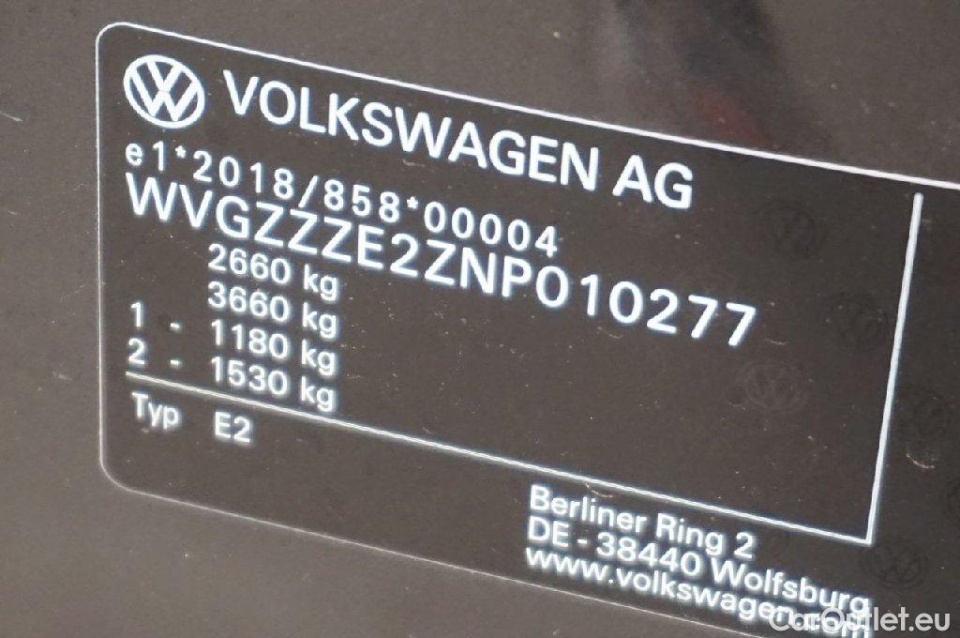 VOLKSWAGEN AG
e1*2018/858*00004
WVGZZZE2ZNP010277
2660 kg
3660 kg
1 - 1180 kg
2 - 1530 kg
Typ E2
Berliner Ring 2
DE - 38440 Wolfsburg
www.volkswagen.com
CarOutlet.eu